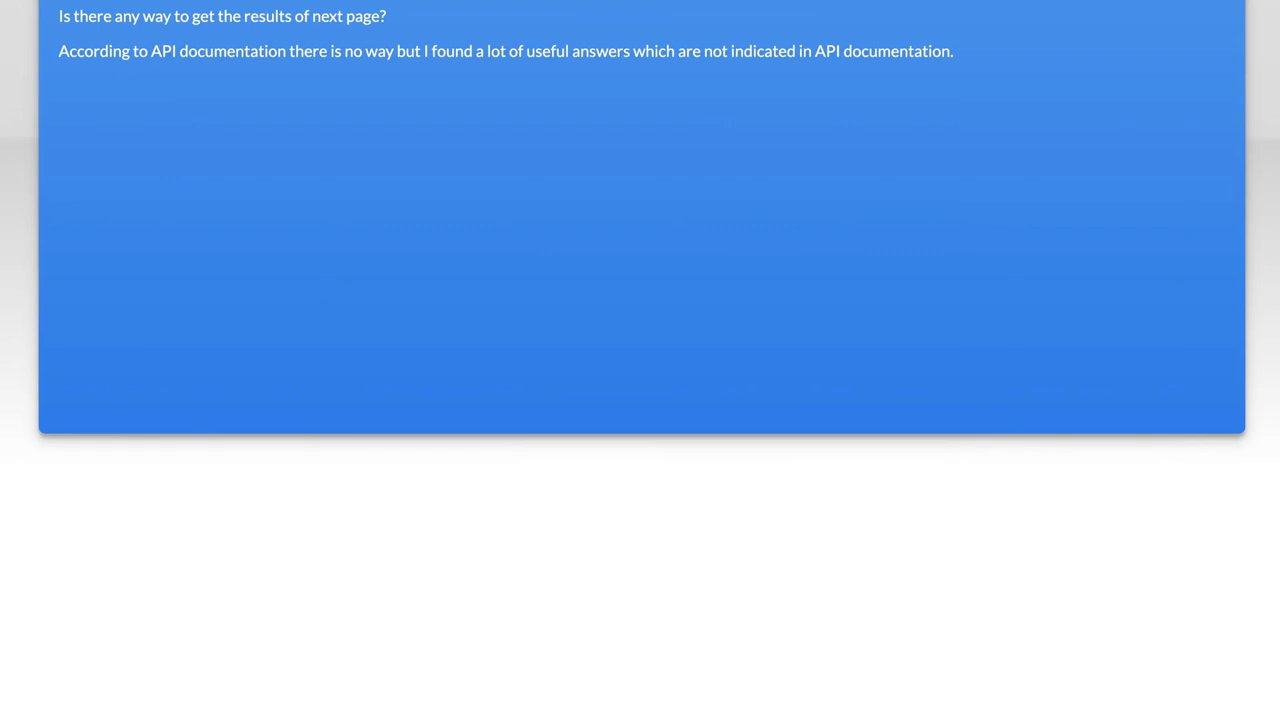 Is there any way to get the results of next page?
According to API documentation there is no way but I found a lot of useful answers which are not indicated in API documentation.